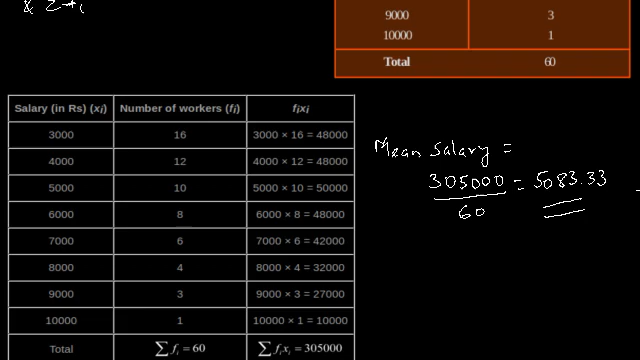 9000 3
10000 1
Total 60
Salary (in Rs) (xi) Number of workers (fi) fixi
3000 16 3000 × 16 = 48000
4000 12 4000 × 12 = 48000
5000 10 5000 × 10 = 50000
6000 8 6000 × 8 = 48000
7000 6 7000 × 6 = 42000
8000 4 8000 × 4 = 32000
9000 3 9000 × 3 = 27000
10000 1 10000 × 1 = 10000
Total ∑ fi = 60 ∑ fixi = 305000
Mean salary =
305000 = 5083.33
60